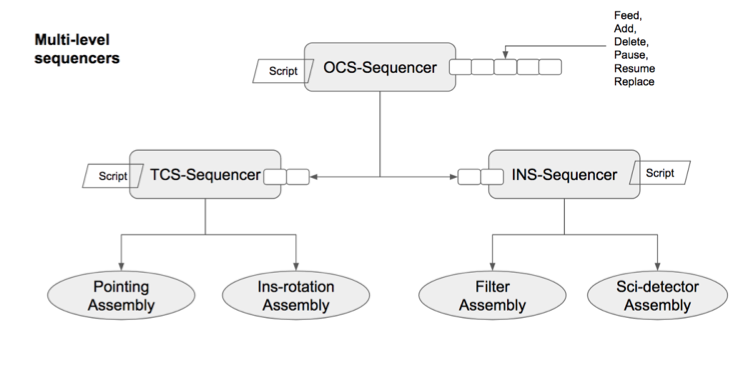 Multi-level
sequencers
Feed,
Add,
Delete,
Pause,
Resume
Replace
Script
OCS-Sequencer
Script
TCS-Sequencer
INS-Sequencer
Script
Pointing
Assembly
Ins-rotation
Assembly
Filter
Assembly
Sci-detector
Assembly